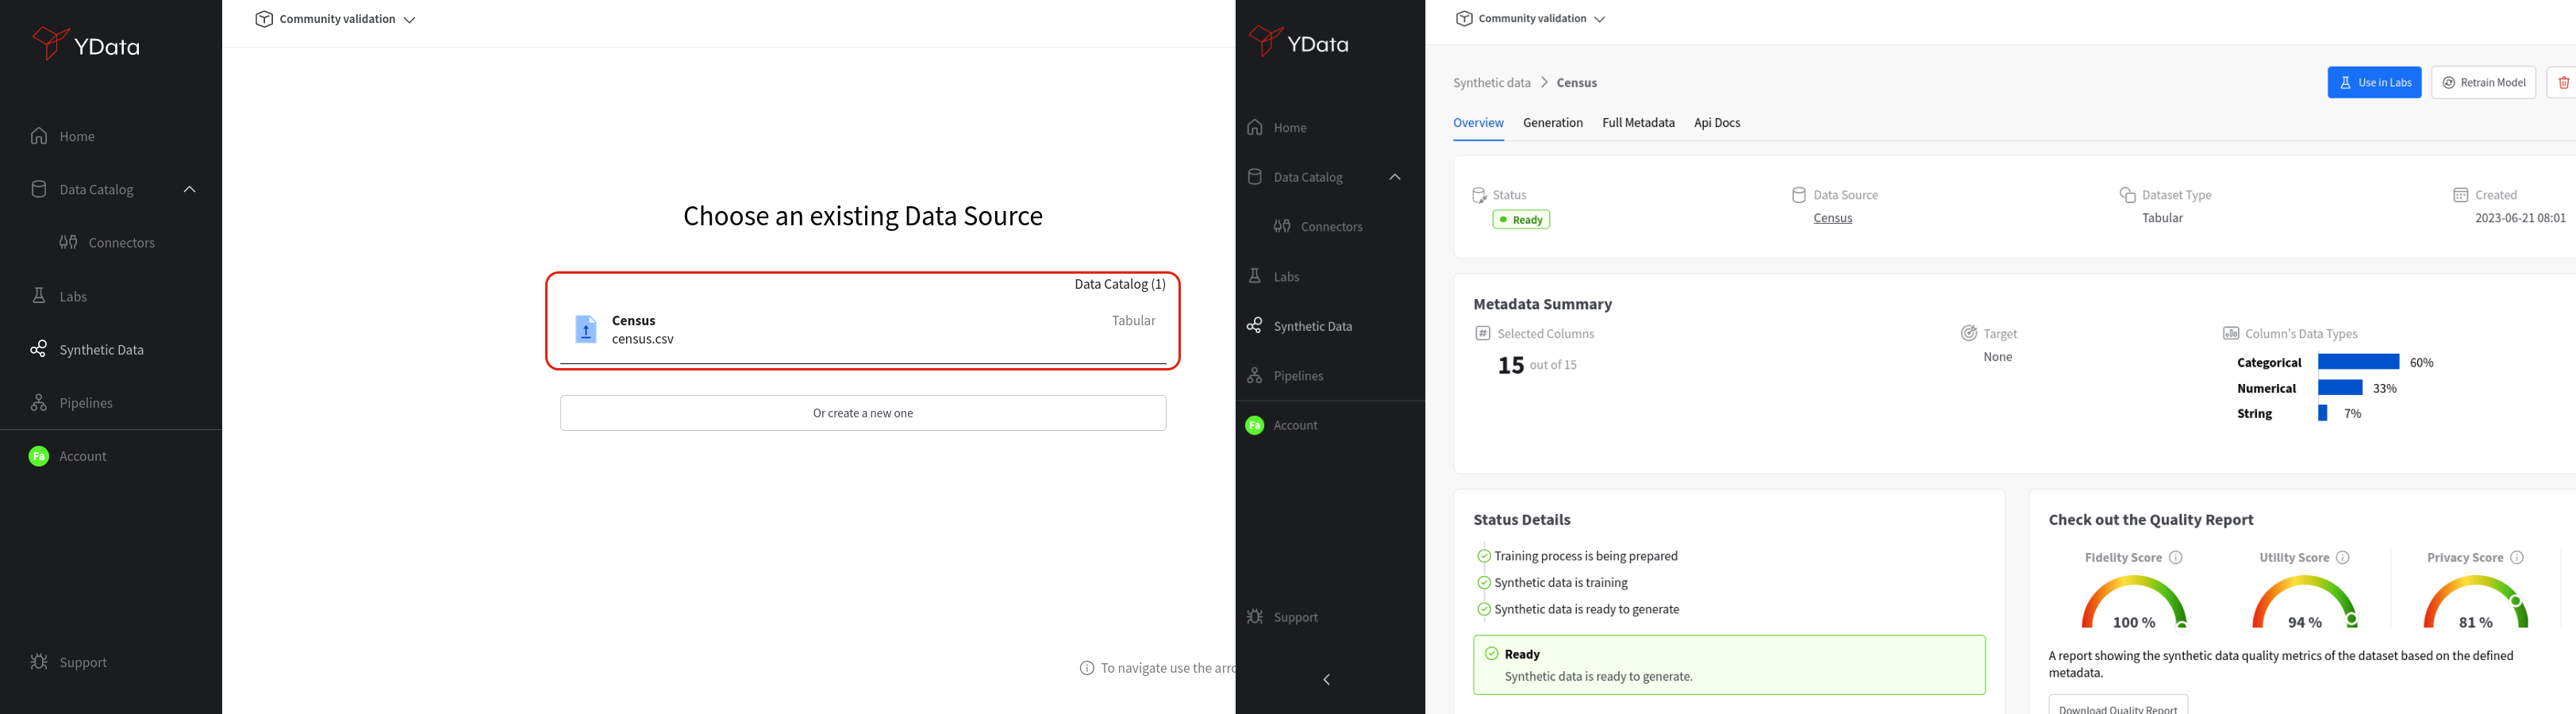 YData
Community validation
Home
Data Catalog
Connectors
Labs
Synthetic Data
Pipelines
Fa Account
Support
Choose an existing Data Source
Data Catalog (1)
Census Tabular
census.csv
Or create a new one
To navigate use the
YData
Community validation
Home
Data Catalog
Connectors
Labs
Synthetic Data
Pipelines
Fa Account
Support
Synthetic data > Census
Use in Labs Retrain Model
Overview Generation Full Metadata Api Docs
Status Data Source Dataset Type Created
Ready Census Tabular 2023-06-21 08:01
Metadata Summary
# Selected Columns Target Column's Data Types
15 out of 15 None
Categorical 60%
Numerical 33%
String 7%
Status Details
Training process is being prepared
Synthetic data is training
Synthetic data is ready to generate
Ready
Synthetic data is ready to generate.
Check out the Quality Report
Fidelity Score Utility Score Privacy Score
100 % 94 % 81 %
A report showing the synthetic data quality metrics of the dataset based on the defined
metadata.
Download Quality Report